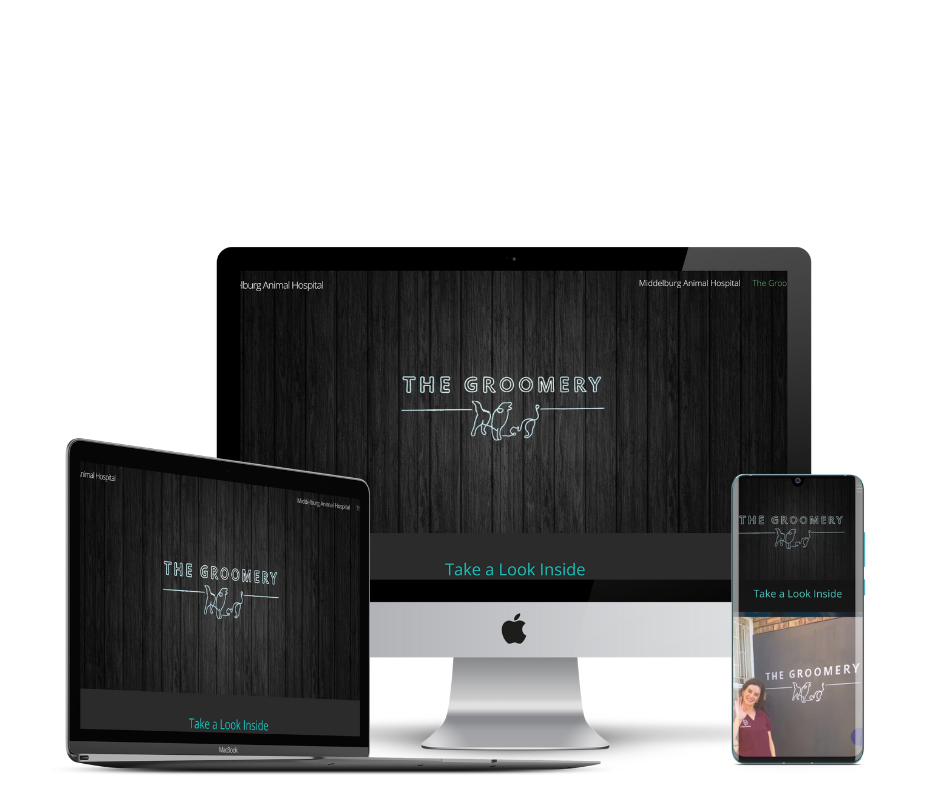 lburg Animal Hospital
Middelburg Animal Hospital The Groo
THE GROOMERY
Take a Look Inside
nimal Hospital
Middelburg Animal Hospital
THE GROOMERY
Take a Look Inside
MacBook
THE GROOMERY
Take a Look Inside
THE GROOMERY